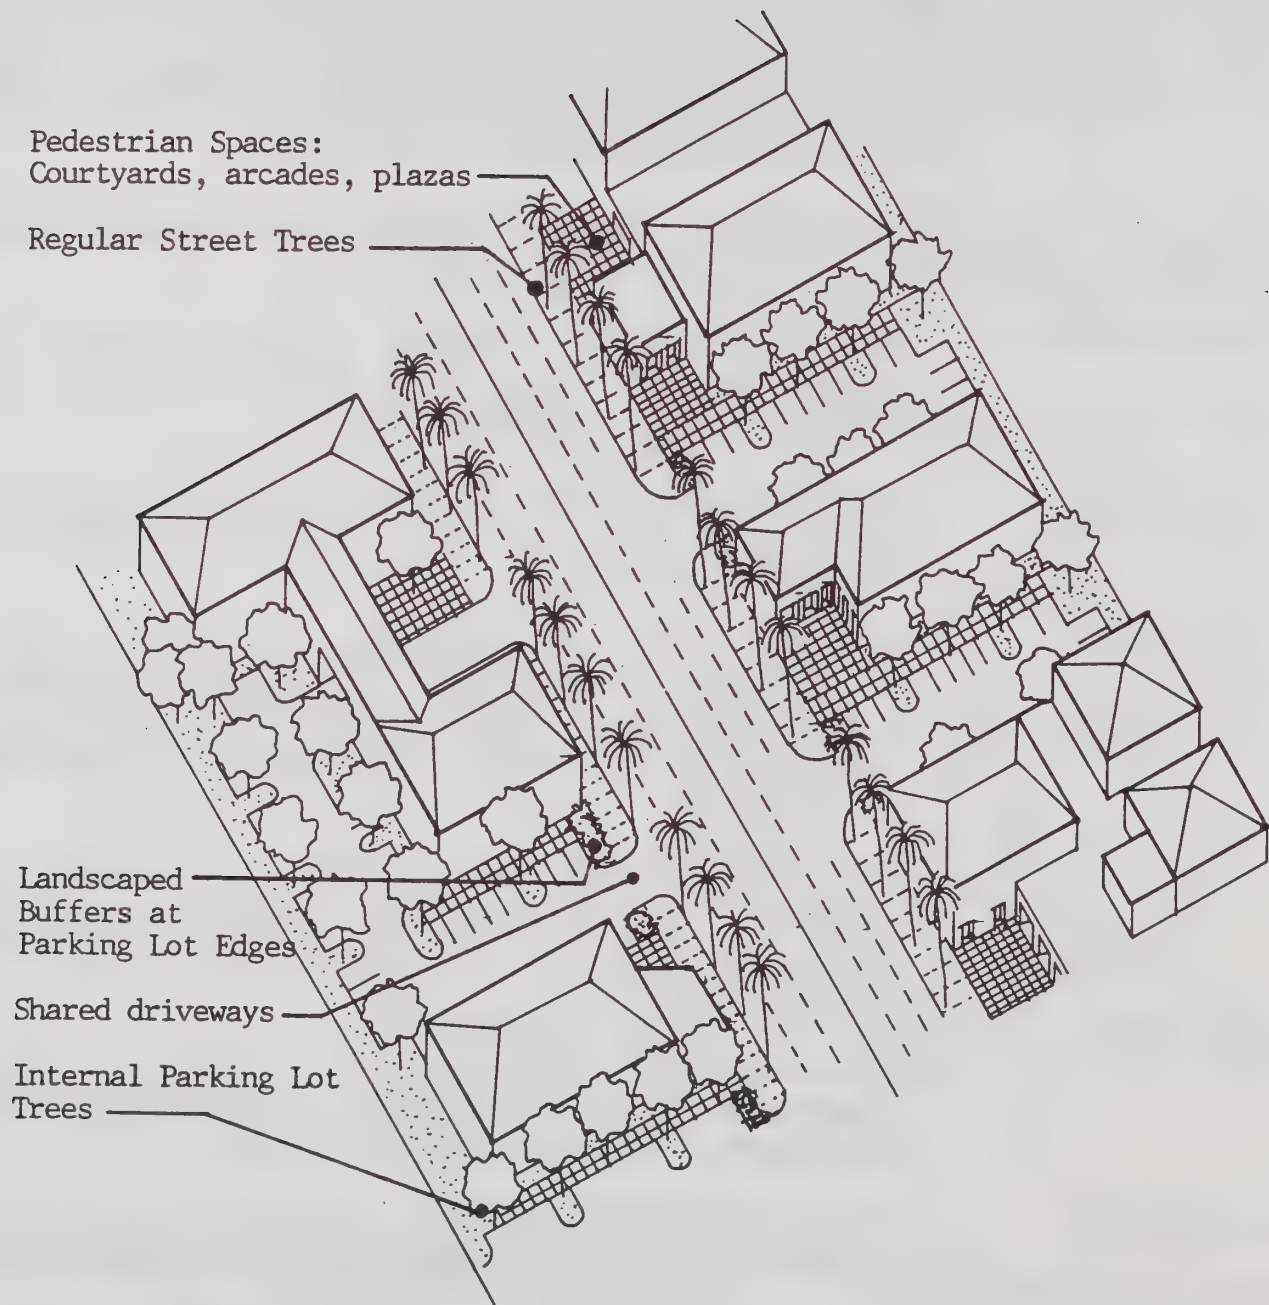 Pedestrian Spaces:
Courtyards, arcades, plazas
Regular Street Trees
Landscaped
Buffers at
Parking Lot Edges
Shared driveways
Internal Parking Lot
Trees